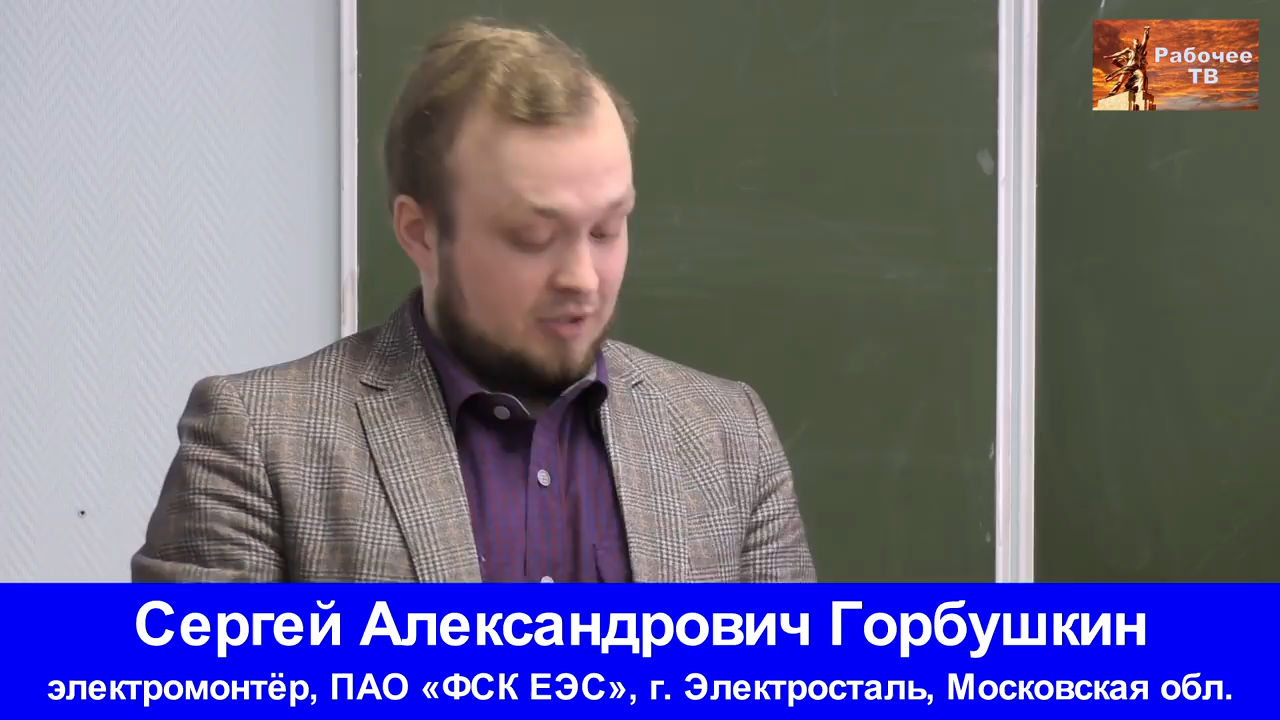 Рабочее
ТВ
Сергей Александрович Горбушкин
электромонтёр, ПАО «ФСК ЕЭС», г. Электросталь, Московская обл.